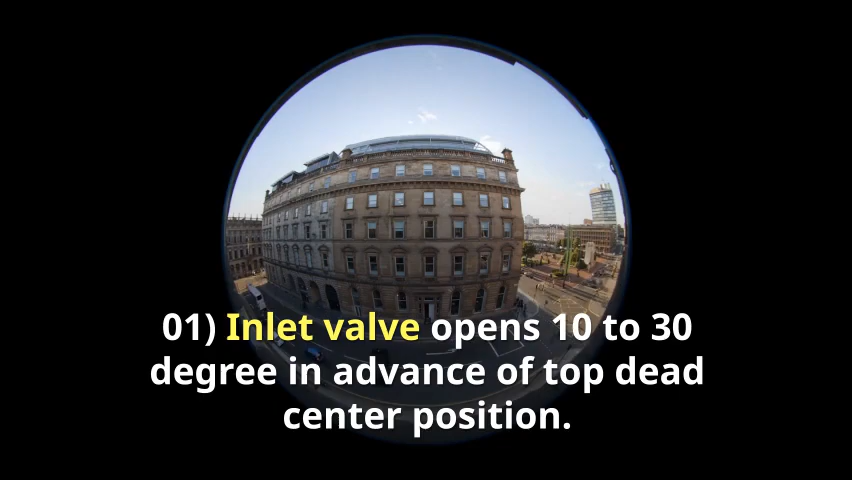 01) Inlet valve opens 10 to 30
degree in advance of top dead
center position.